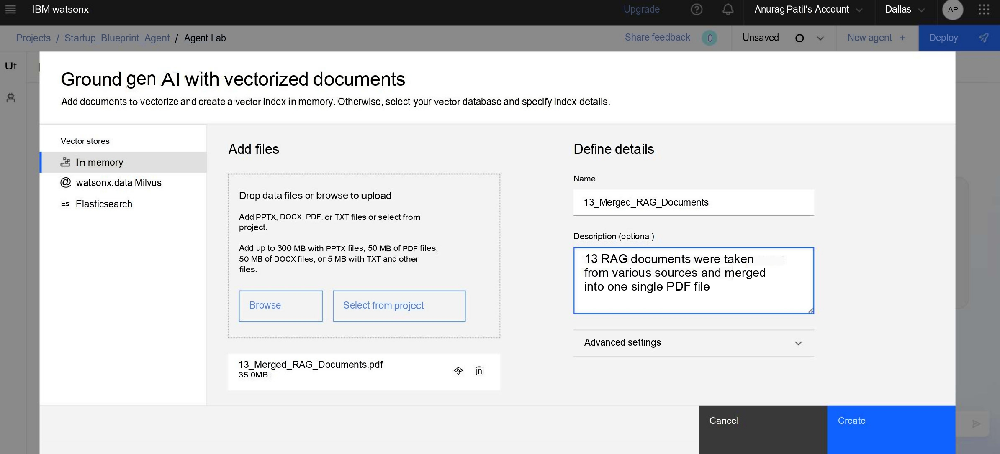 IBM watsonx
Upgrade
Anurag Patil's Account
Dallas
AP
Projects / Startup_Blueprint_Agent / Agent Lab
Share feedback
0
Unsaved
New agent +
Deploy
Ut
Ground gen AI with vectorized documents
Add documents to vectorize and create a vector index in memory. Otherwise, select your vector database and specify index details.
Vector stores
In memory
@ watsonx.data Milvus
Es Elasticsearch
Add files
Drop data files or browse to upload
Add PPTX, DOCX, PDF, or TXT files or select from
project.
Add up to 300 MB with PPTX files, 50 MB of PDF files,
50 MB of DOCX files, or 5 MB with TXT and other
files.
Browse
Select from project
13_Merged_RAG_Documents.pdf
35.0MB
<§>
jnj
Define details
Name
13_Merged_RAG_Documents
Description (optional)
13 RAG documents were taken
from various sources and merged
into one single PDF file
Advanced settings
Cancel
Create